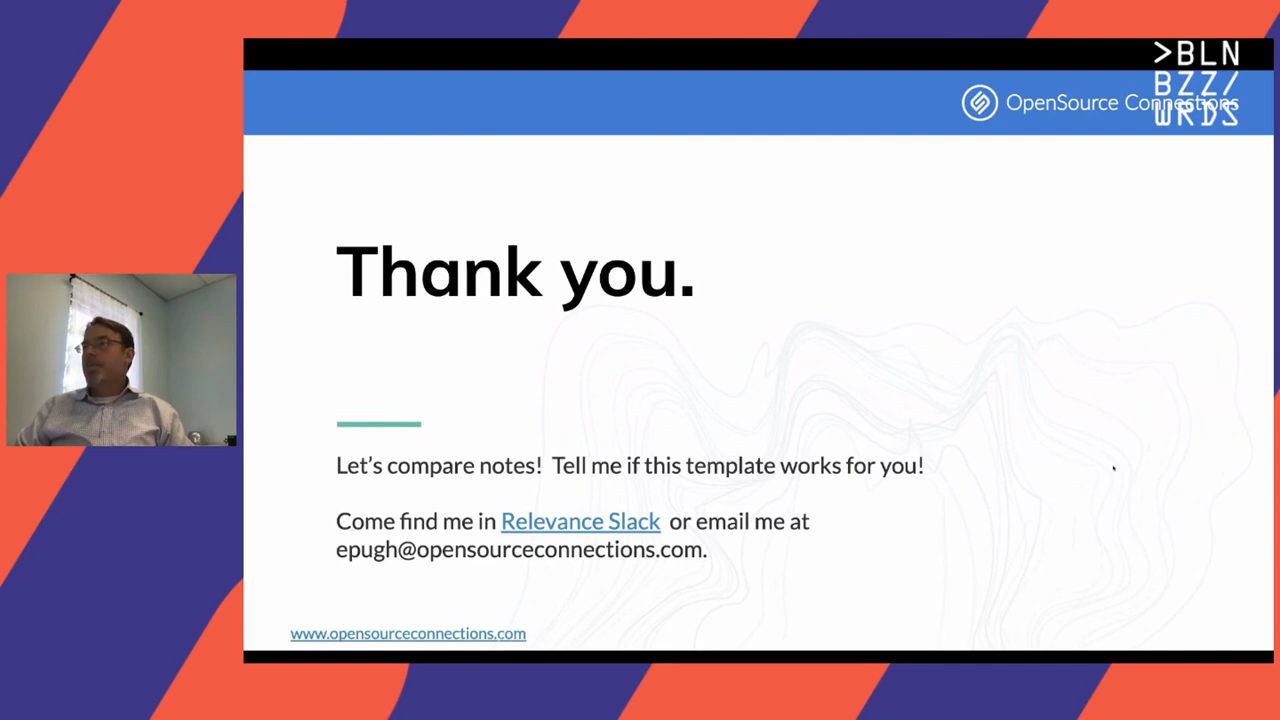 >BLN
BZZ/
WRDS
OpenSource Connections
Thank you.
Let's compare notes!  Tell me if this template works for you!
Come find me in Relevance Slack  or email me at
epugh@opensourceconnections.com.
www.opensourceconnections.com